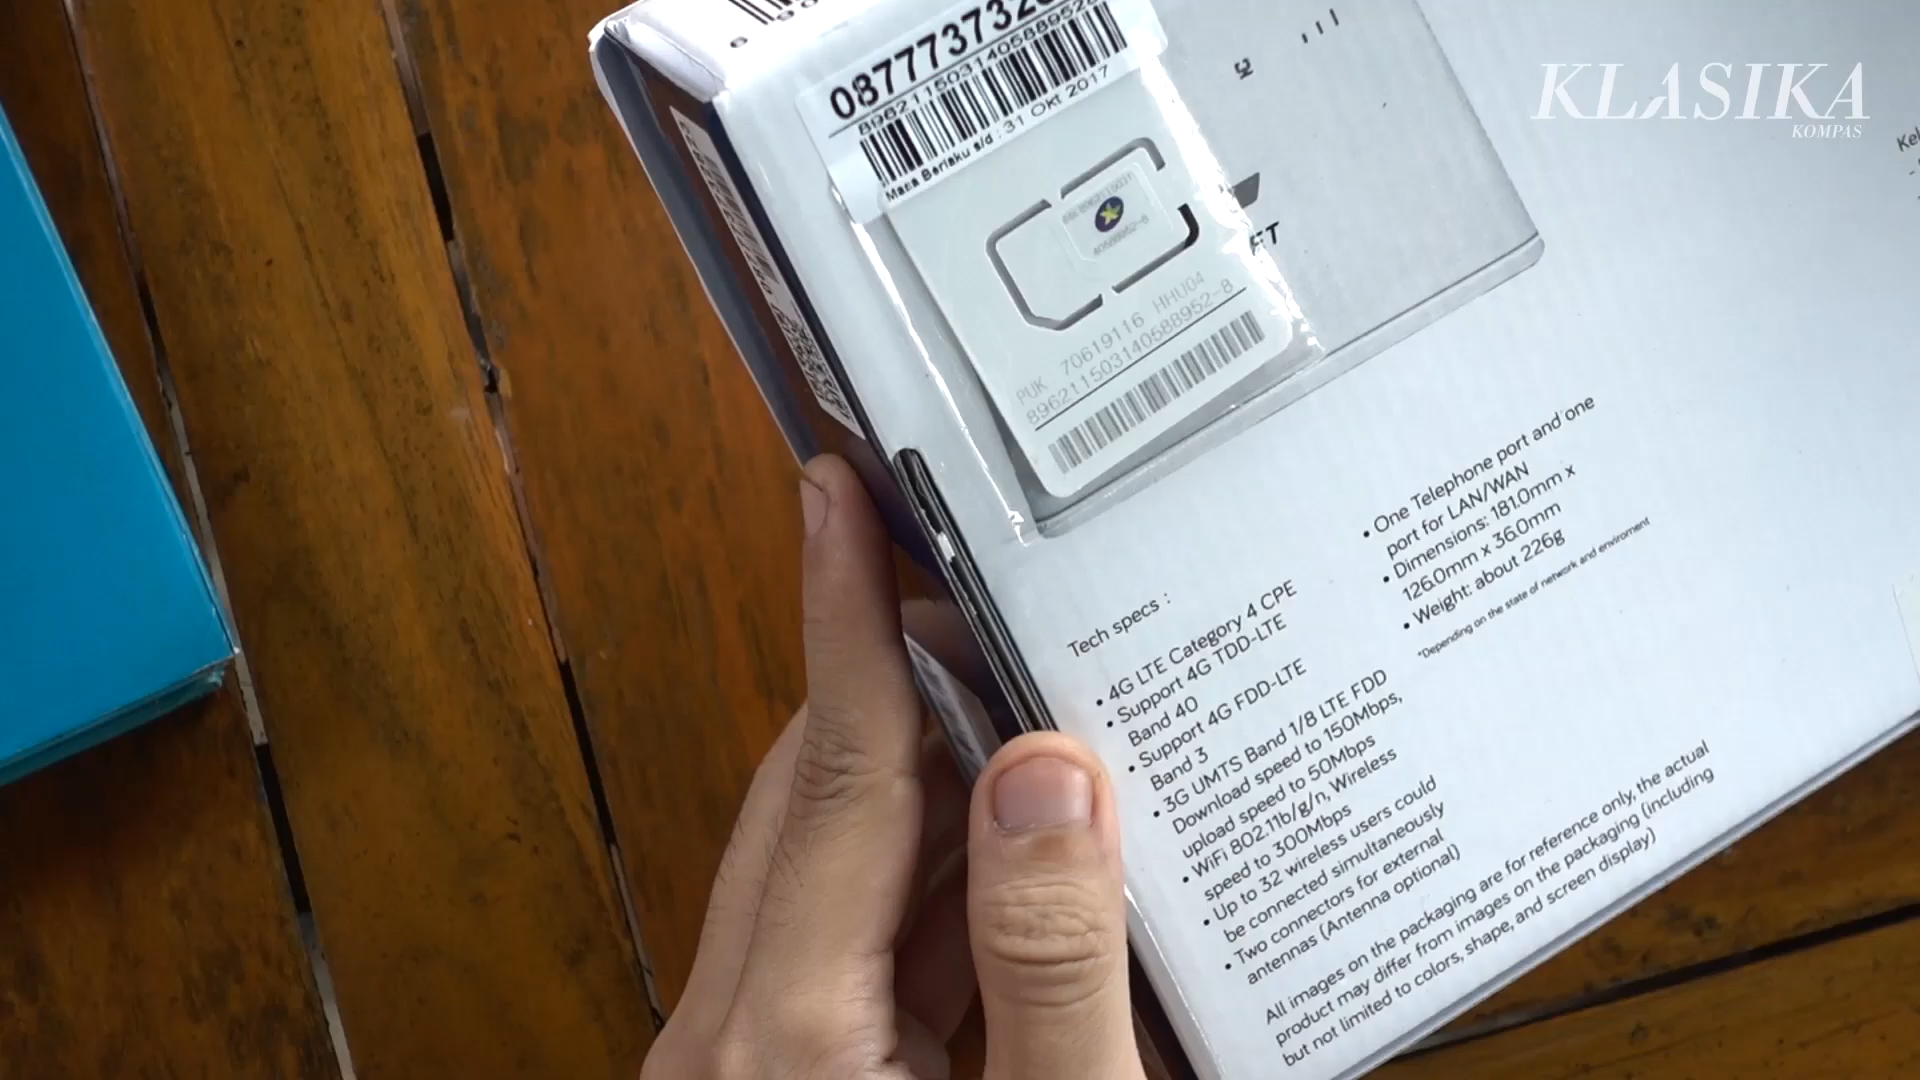 KLASIKA
KOMPAS
0877737328
8962115031405889528
Masa Berlaku s/d : 31 Okt 2017
8962115031
40588952-8
PUK 70619116 HHU04
896211503140588952-8
Tech specs :
• 4G LTE Category 4 CPE
• Support 4G TDD-LTE
Band 40
• Support 4G FDD-LTE
Band 3
• 3G UMTS Band 1/8 LTE FDD
Download speed to 150Mbps,
upload speed to 50Mbps
• WiFi 802.11b/g/n, Wireless
speed to 300Mbps
• Up to 32 wireless users could
be connected simultaneously
• Two connectors for external
antennas (Antenna optional)
• One Telephone port and one
port for LAN/WAN
• Dimensions: 181.0mm x
126.0mm x 36.0mm
• Weight: about 226g
*Depending on the state of network and enviroment
All images on the packaging are for reference only, the actual
product may differ from images on the packaging (including
but not limited to colors, shape, and screen display)